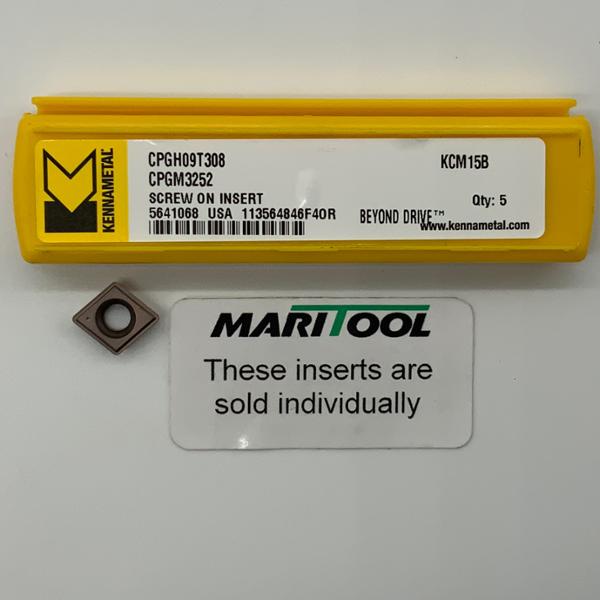 KENNAMETAL
CPGH09T308
KCM15B
CPGM3252
SCREW ON INSERT
Qty: 5
5641068 USA 113564846F40R
BEYOND DRIVE™
www.kennametal.com
MARITOOL
These inserts are
sold individually